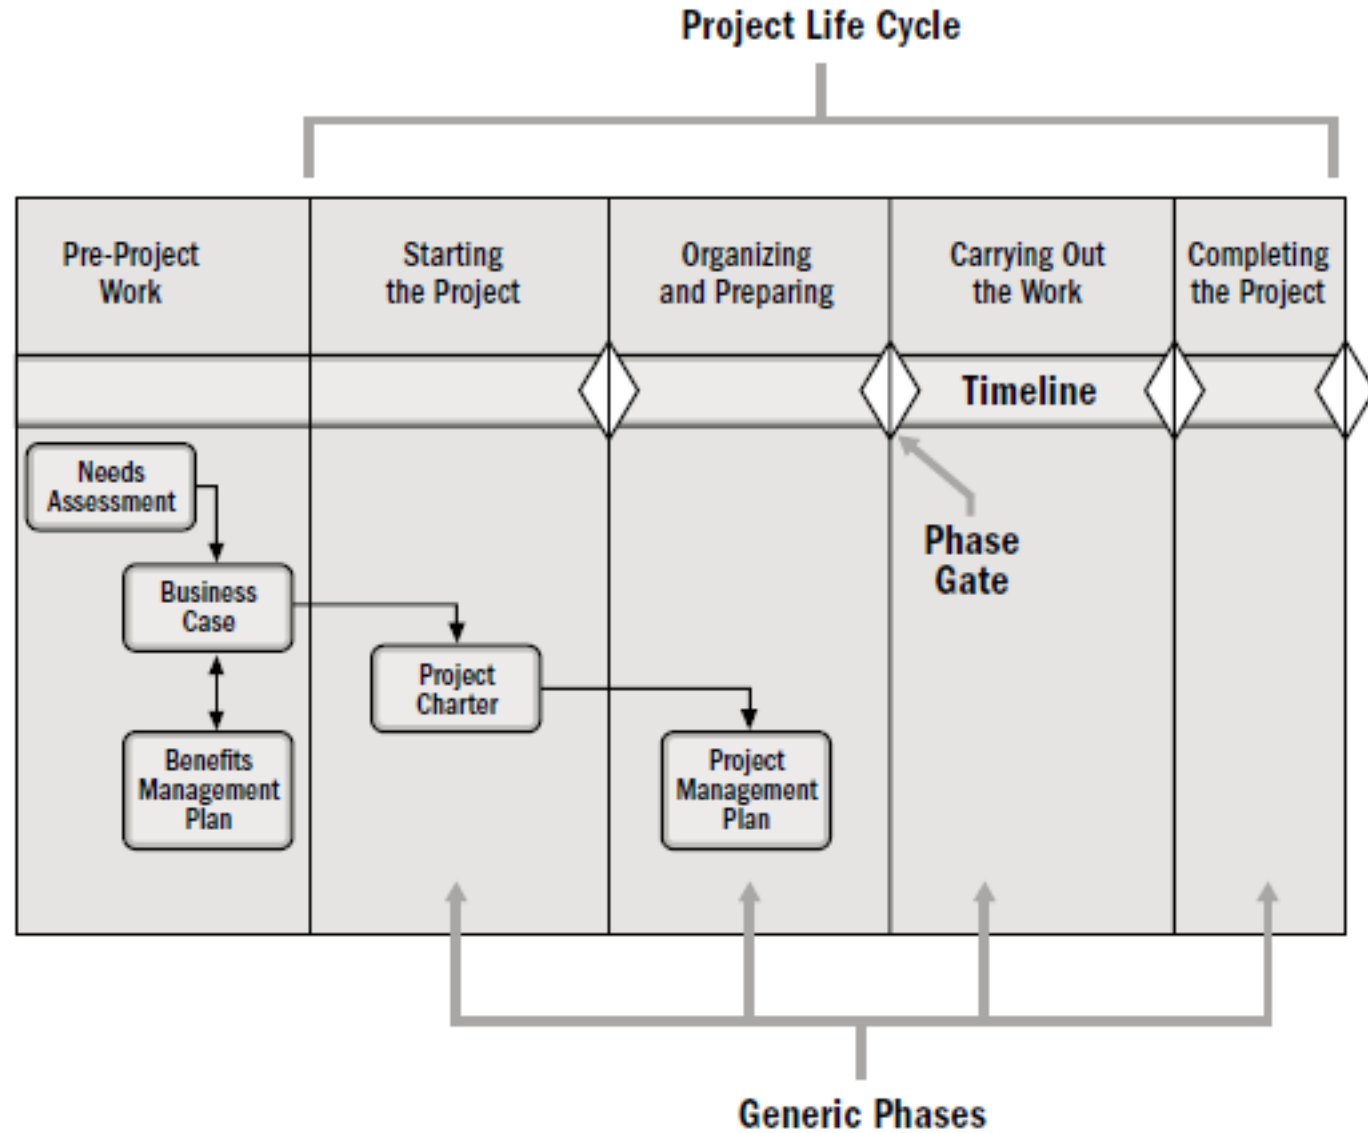 Project Life Cycle
Pre-Project
Work
Starting
the Project
Organizing
and Preparing
Carrying Out
the Work
Completing
the Project
Timeline
Needs
Assessment
Business
Case
Benefits
Management
Plan
Project
Charter
Project
Management
Plan
Phase
Gate
Generic Phases